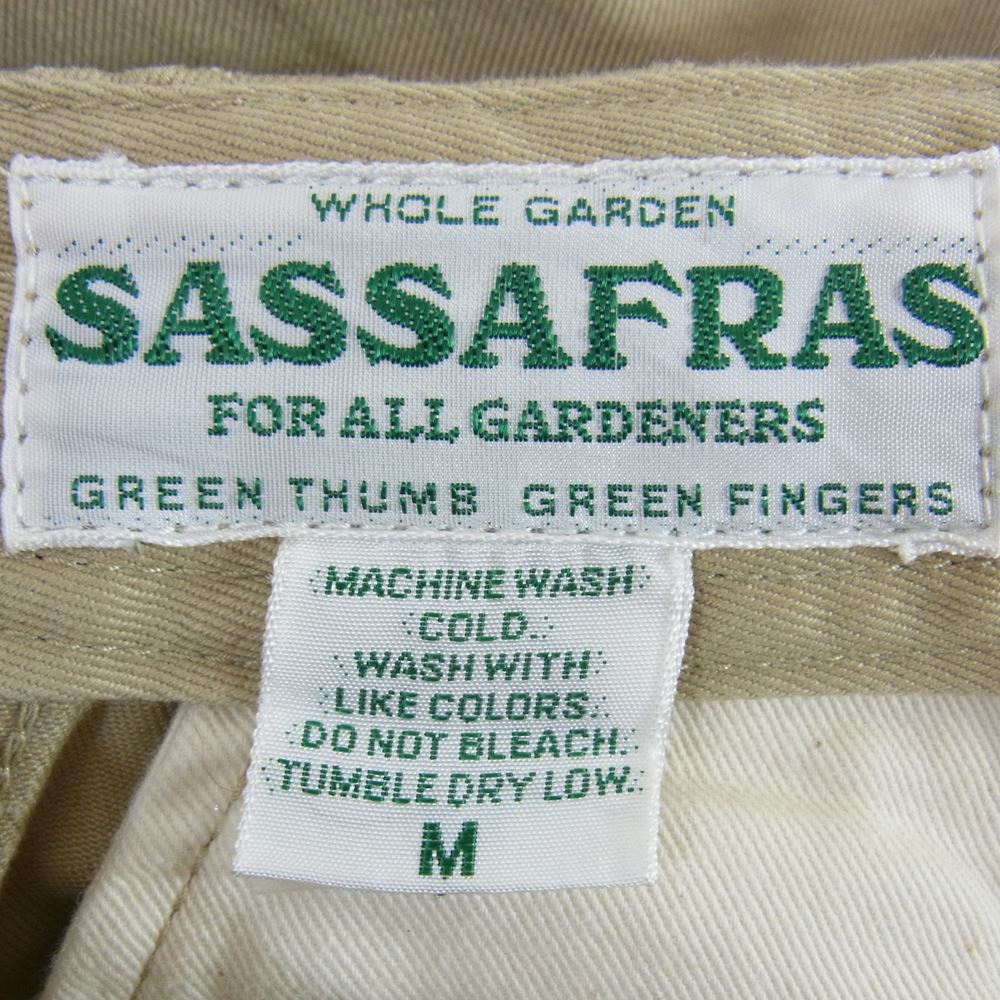 WHOLE GARDEN
SASSAFRAS
FOR ALL GARDENERS
GREEN THUMB GREEN FINGERS
MACHINE WASH
COLD.
WASH WITH
LIKE COLORS.
DO NOT BLEACH.
TUMBLE DRY LOW.
M